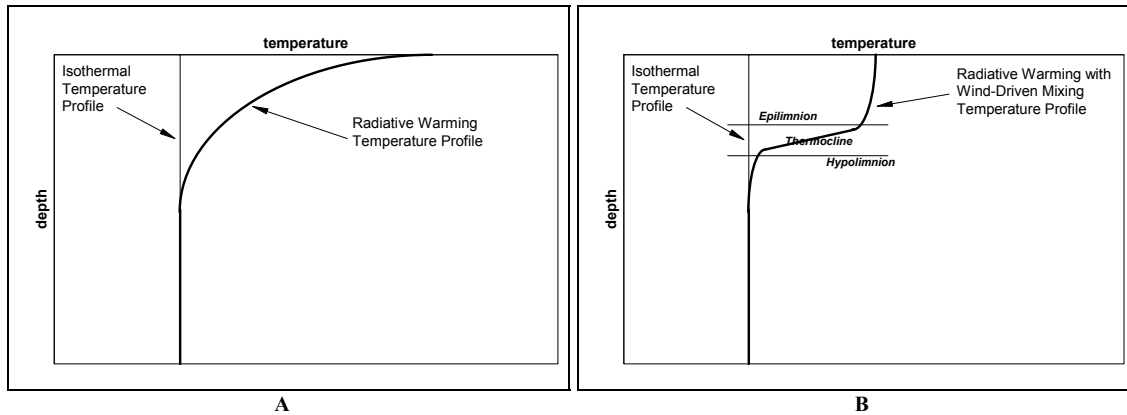 temperature
Isothermal
Temperature
Profile
Radiative Warming
Temperature Profile
depth
A
temperature
Isothermal
Temperature
Profile
Radiative Warming with
Wind-Driven Mixing
Temperature Profile
Epilimnion
Thermocline
Hypolimnion
depth
B